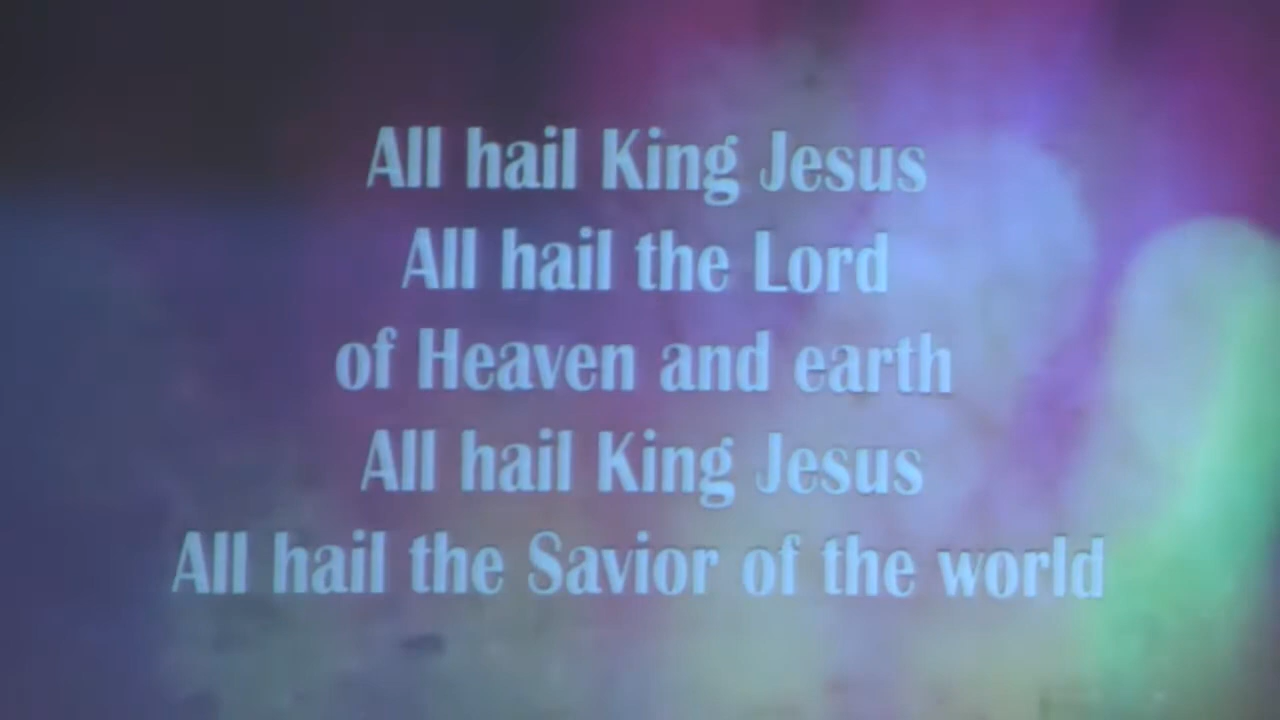 All hail King Jesus
All hail the Lord
of Heaven and earth
All hail King Jesus
All hail the Savior of the world